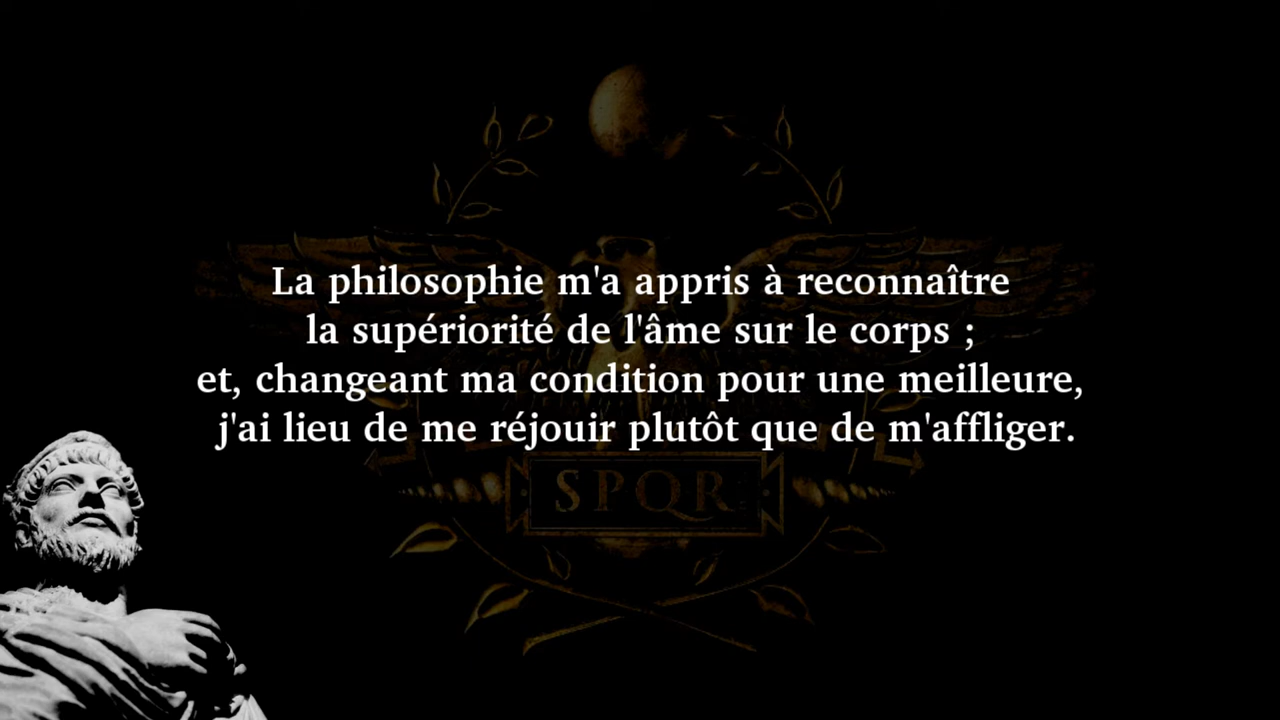 La philosophie m'a appris à reconnaître
la supériorité de l'âme sur le corps ;
et, changeant ma condition pour une meilleure,
j'ai lieu de me réjouir plutôt que de m'affliger.
SPQR